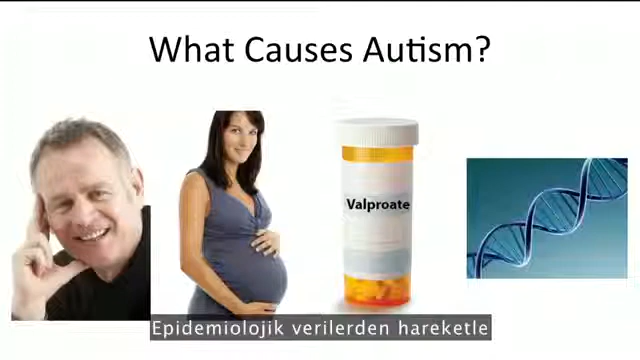 What Causes Autism?
Valproate
Epidemiolojik verilerden hareketle